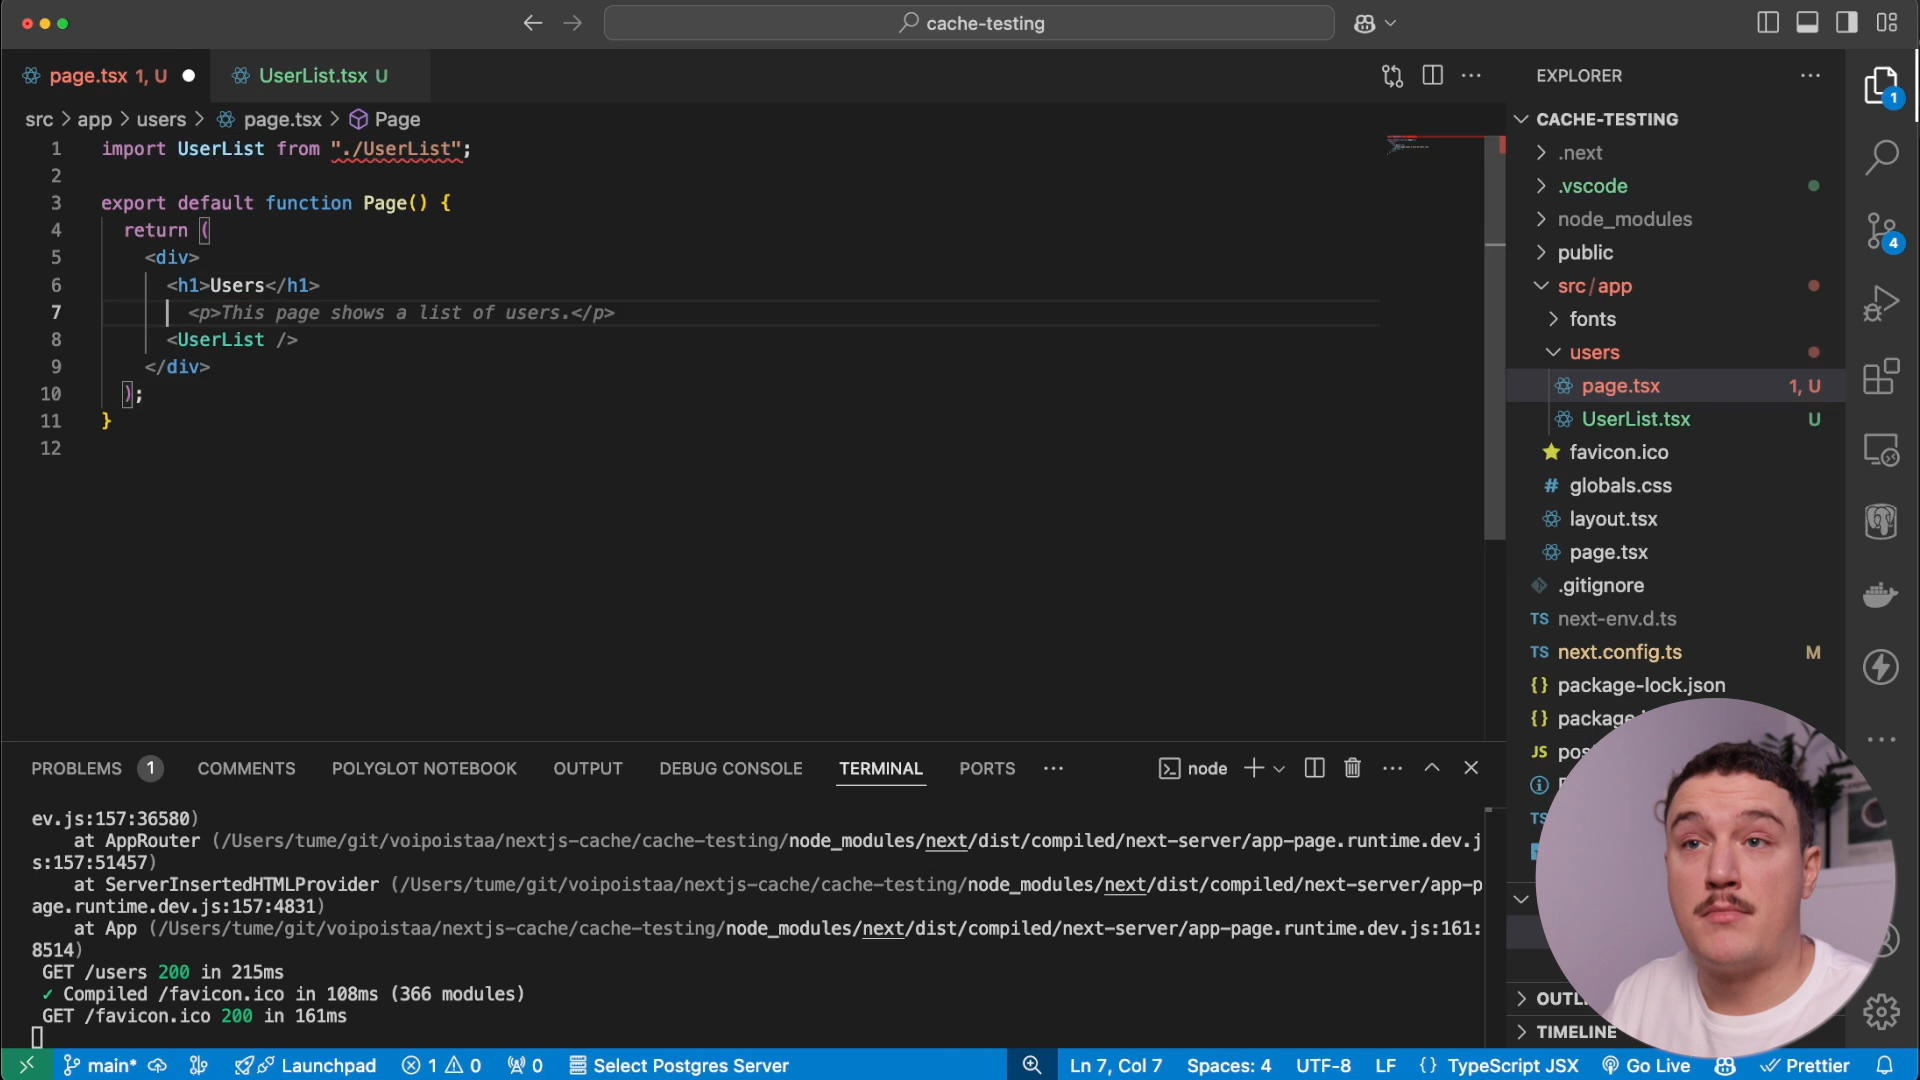 cache-testing
page.tsx 1, U
UserList.tsx U
src > app > users > page.tsx > Page
1 import UserList from "./UserList";
2
3 export default function Page() {
4 return (
5 <div>
6 <h1>Users</h1>
7 <p>This page shows a list of users.</p>
8 <UserList />
9 </div>
10 );
11 }
12
EXPLORER
CACHE-TESTING
.next
.vscode
node_modules
public
src/app
fonts
users
page.tsx 1, U
UserList.tsx U
favicon.ico
# globals.css
layout.tsx
page.tsx
.gitignore
TS next-env.d.ts
TS next.config.ts M
{} package-lock.json
{}
JS
TS
TIMELINE
1
4
PROBLEMS 1 COMMENTS POLYGLOT NOTEBOOK OUTPUT DEBUG CONSOLE TERMINAL PORTS
node
ev.js:157:36580)
at AppRouter (/Users/tume/git/voipoistaa/nextjs-cache/cache-testing/node_modules/next/dist/compiled/next-server/app-page.runtime.dev.j
s:157:51457)
at ServerInsertedHTMLProvider (/Users/tume/git/voipoistaa/nextjs-cache/cache-testing/node_modules/next/dist/compiled/next-server/app-p
age.runtime.dev.js:157:4831)
at App (/Users/tume/git/voipoistaa/nextjs-cache/cache-testing/node_modules/next/dist/compiled/next-server/app-page.runtime.dev.js:161:
8514)
GET /users 200 in 215ms
✓ Compiled /favicon.ico in 108ms (366 modules)
GET /favicon.ico 200 in 161ms
main* Launchpad 1 0 0 Select Postgres Server Ln 7, Col 7 Spaces: 4 UTF-8 LF {} TypeScript JSX Go Live Prettier